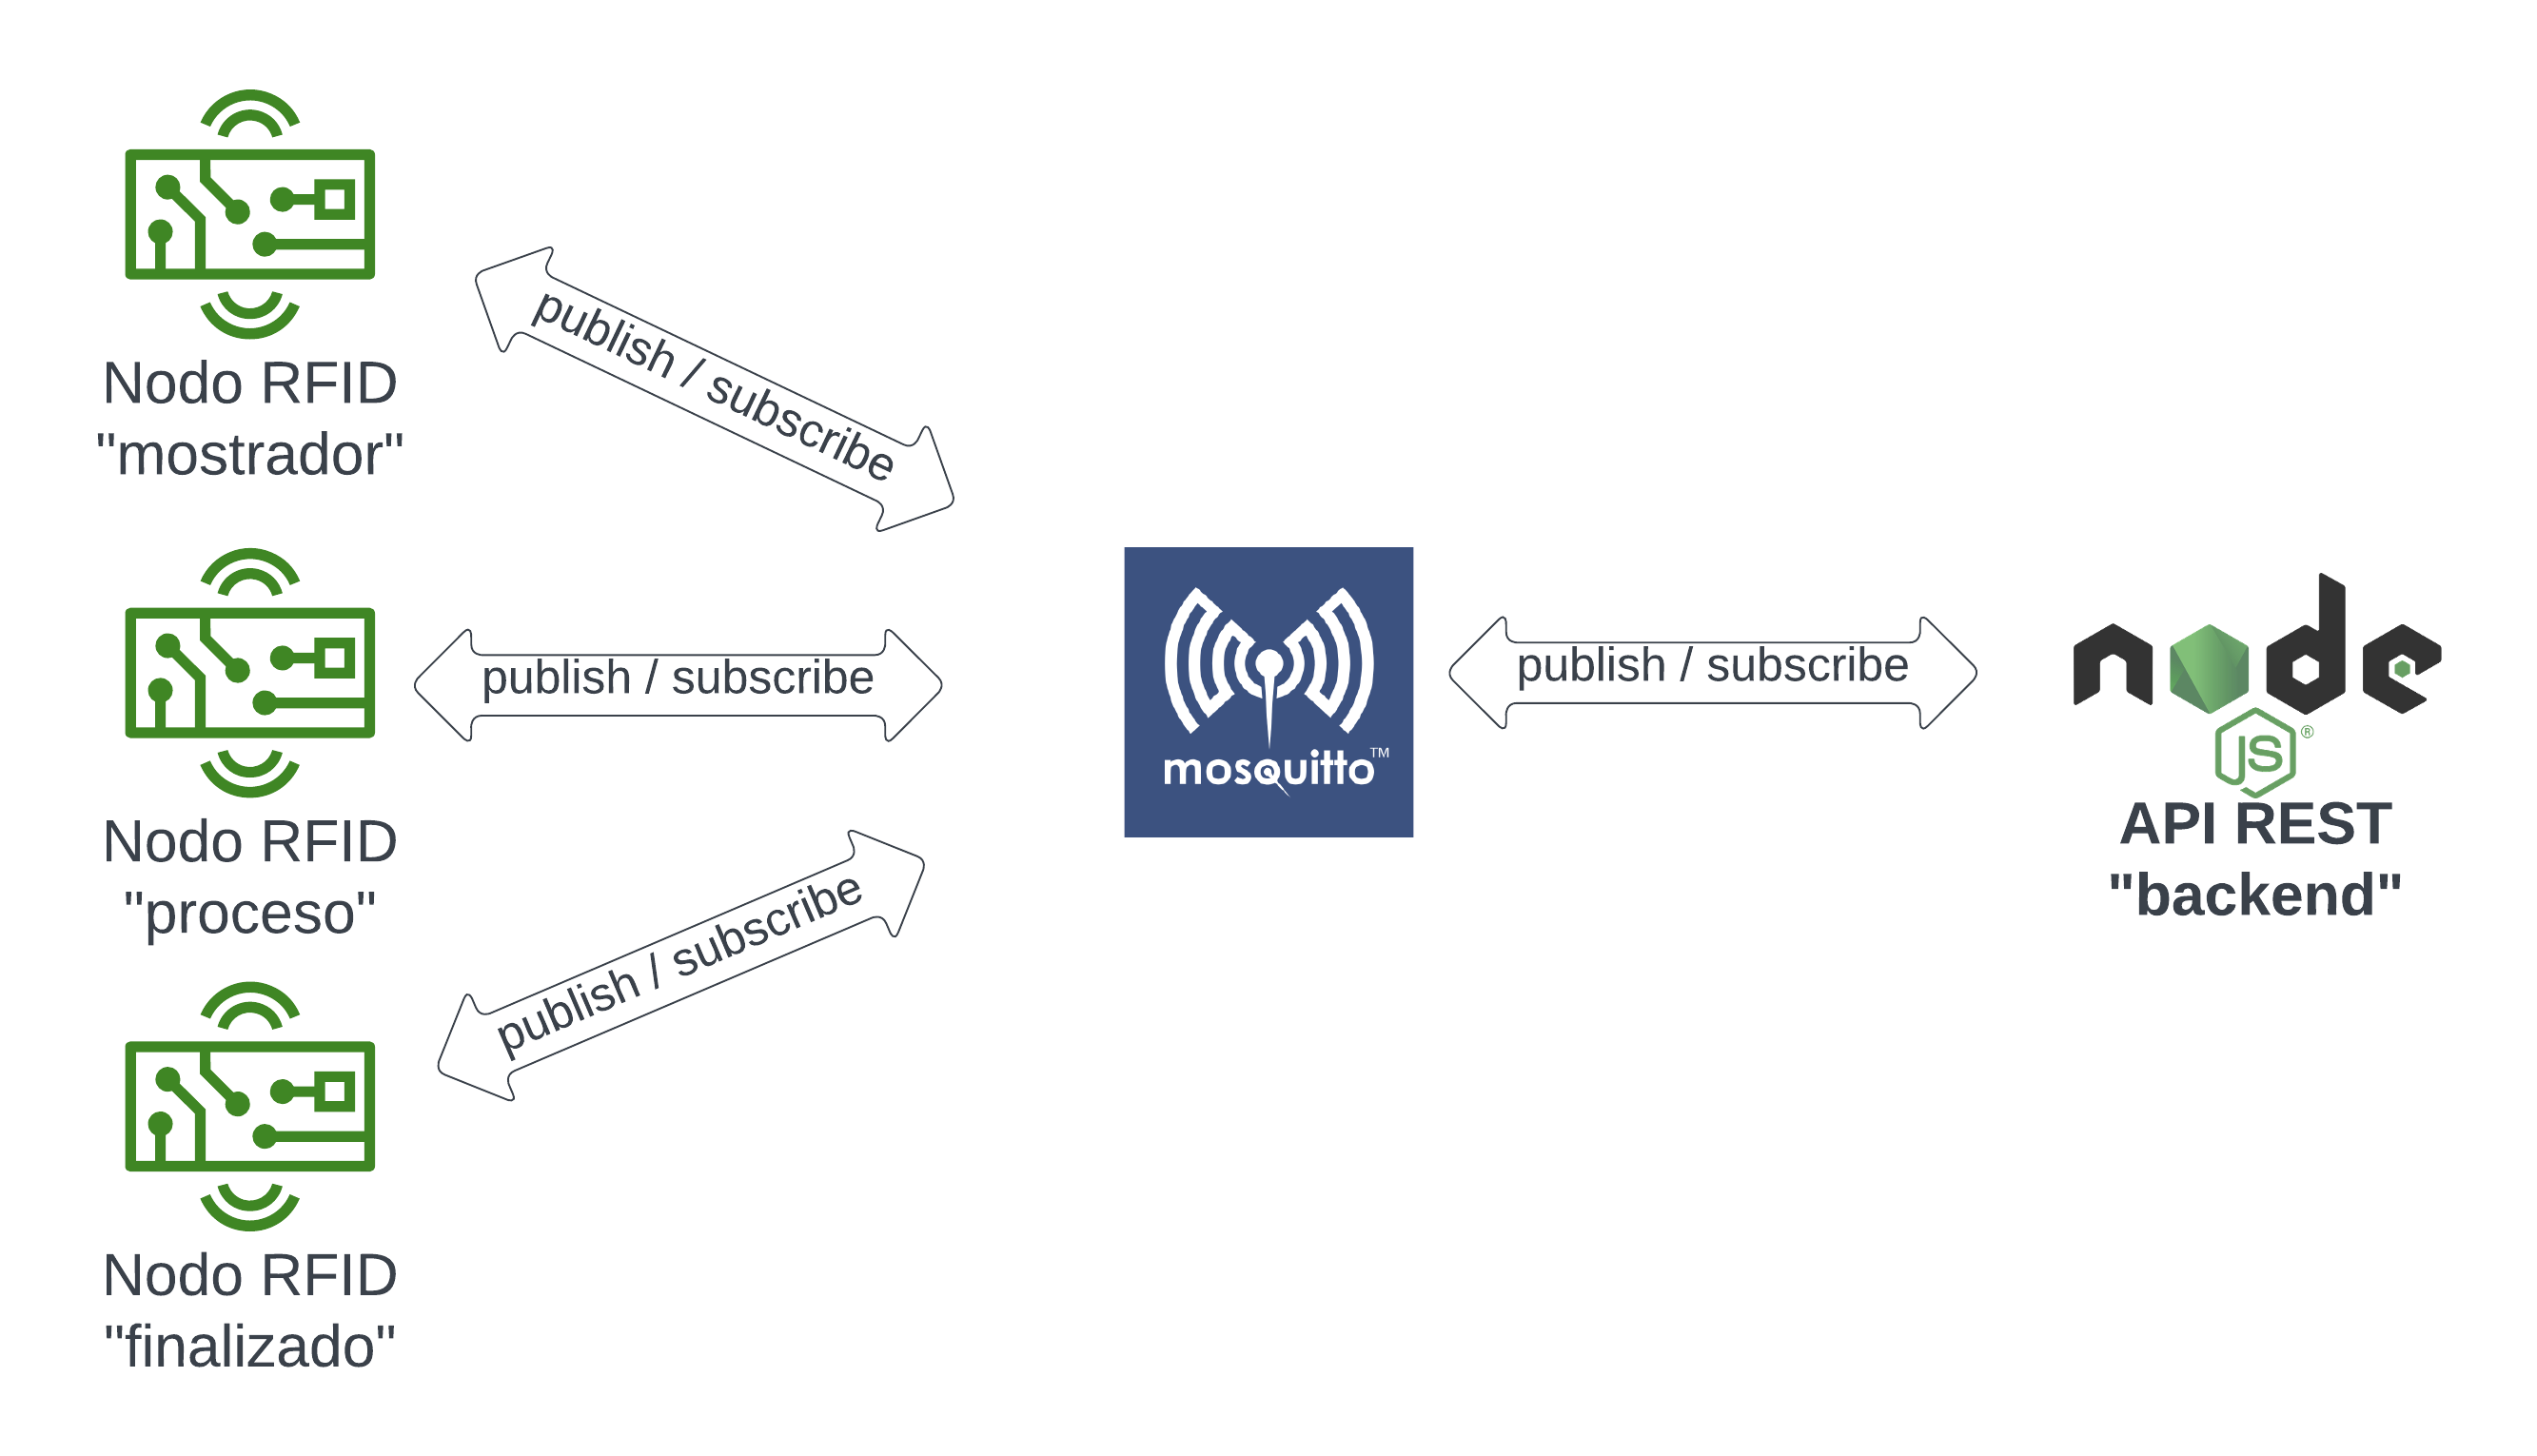 Nodo RFID
"mostrador"
publish / subscribe
Nodo RFID
"proceso"
publish / subscribe
Nodo RFID
"finalizado"
publish / subscribe
mosquitto™
publish / subscribe
node
JS®
API REST
"backend"